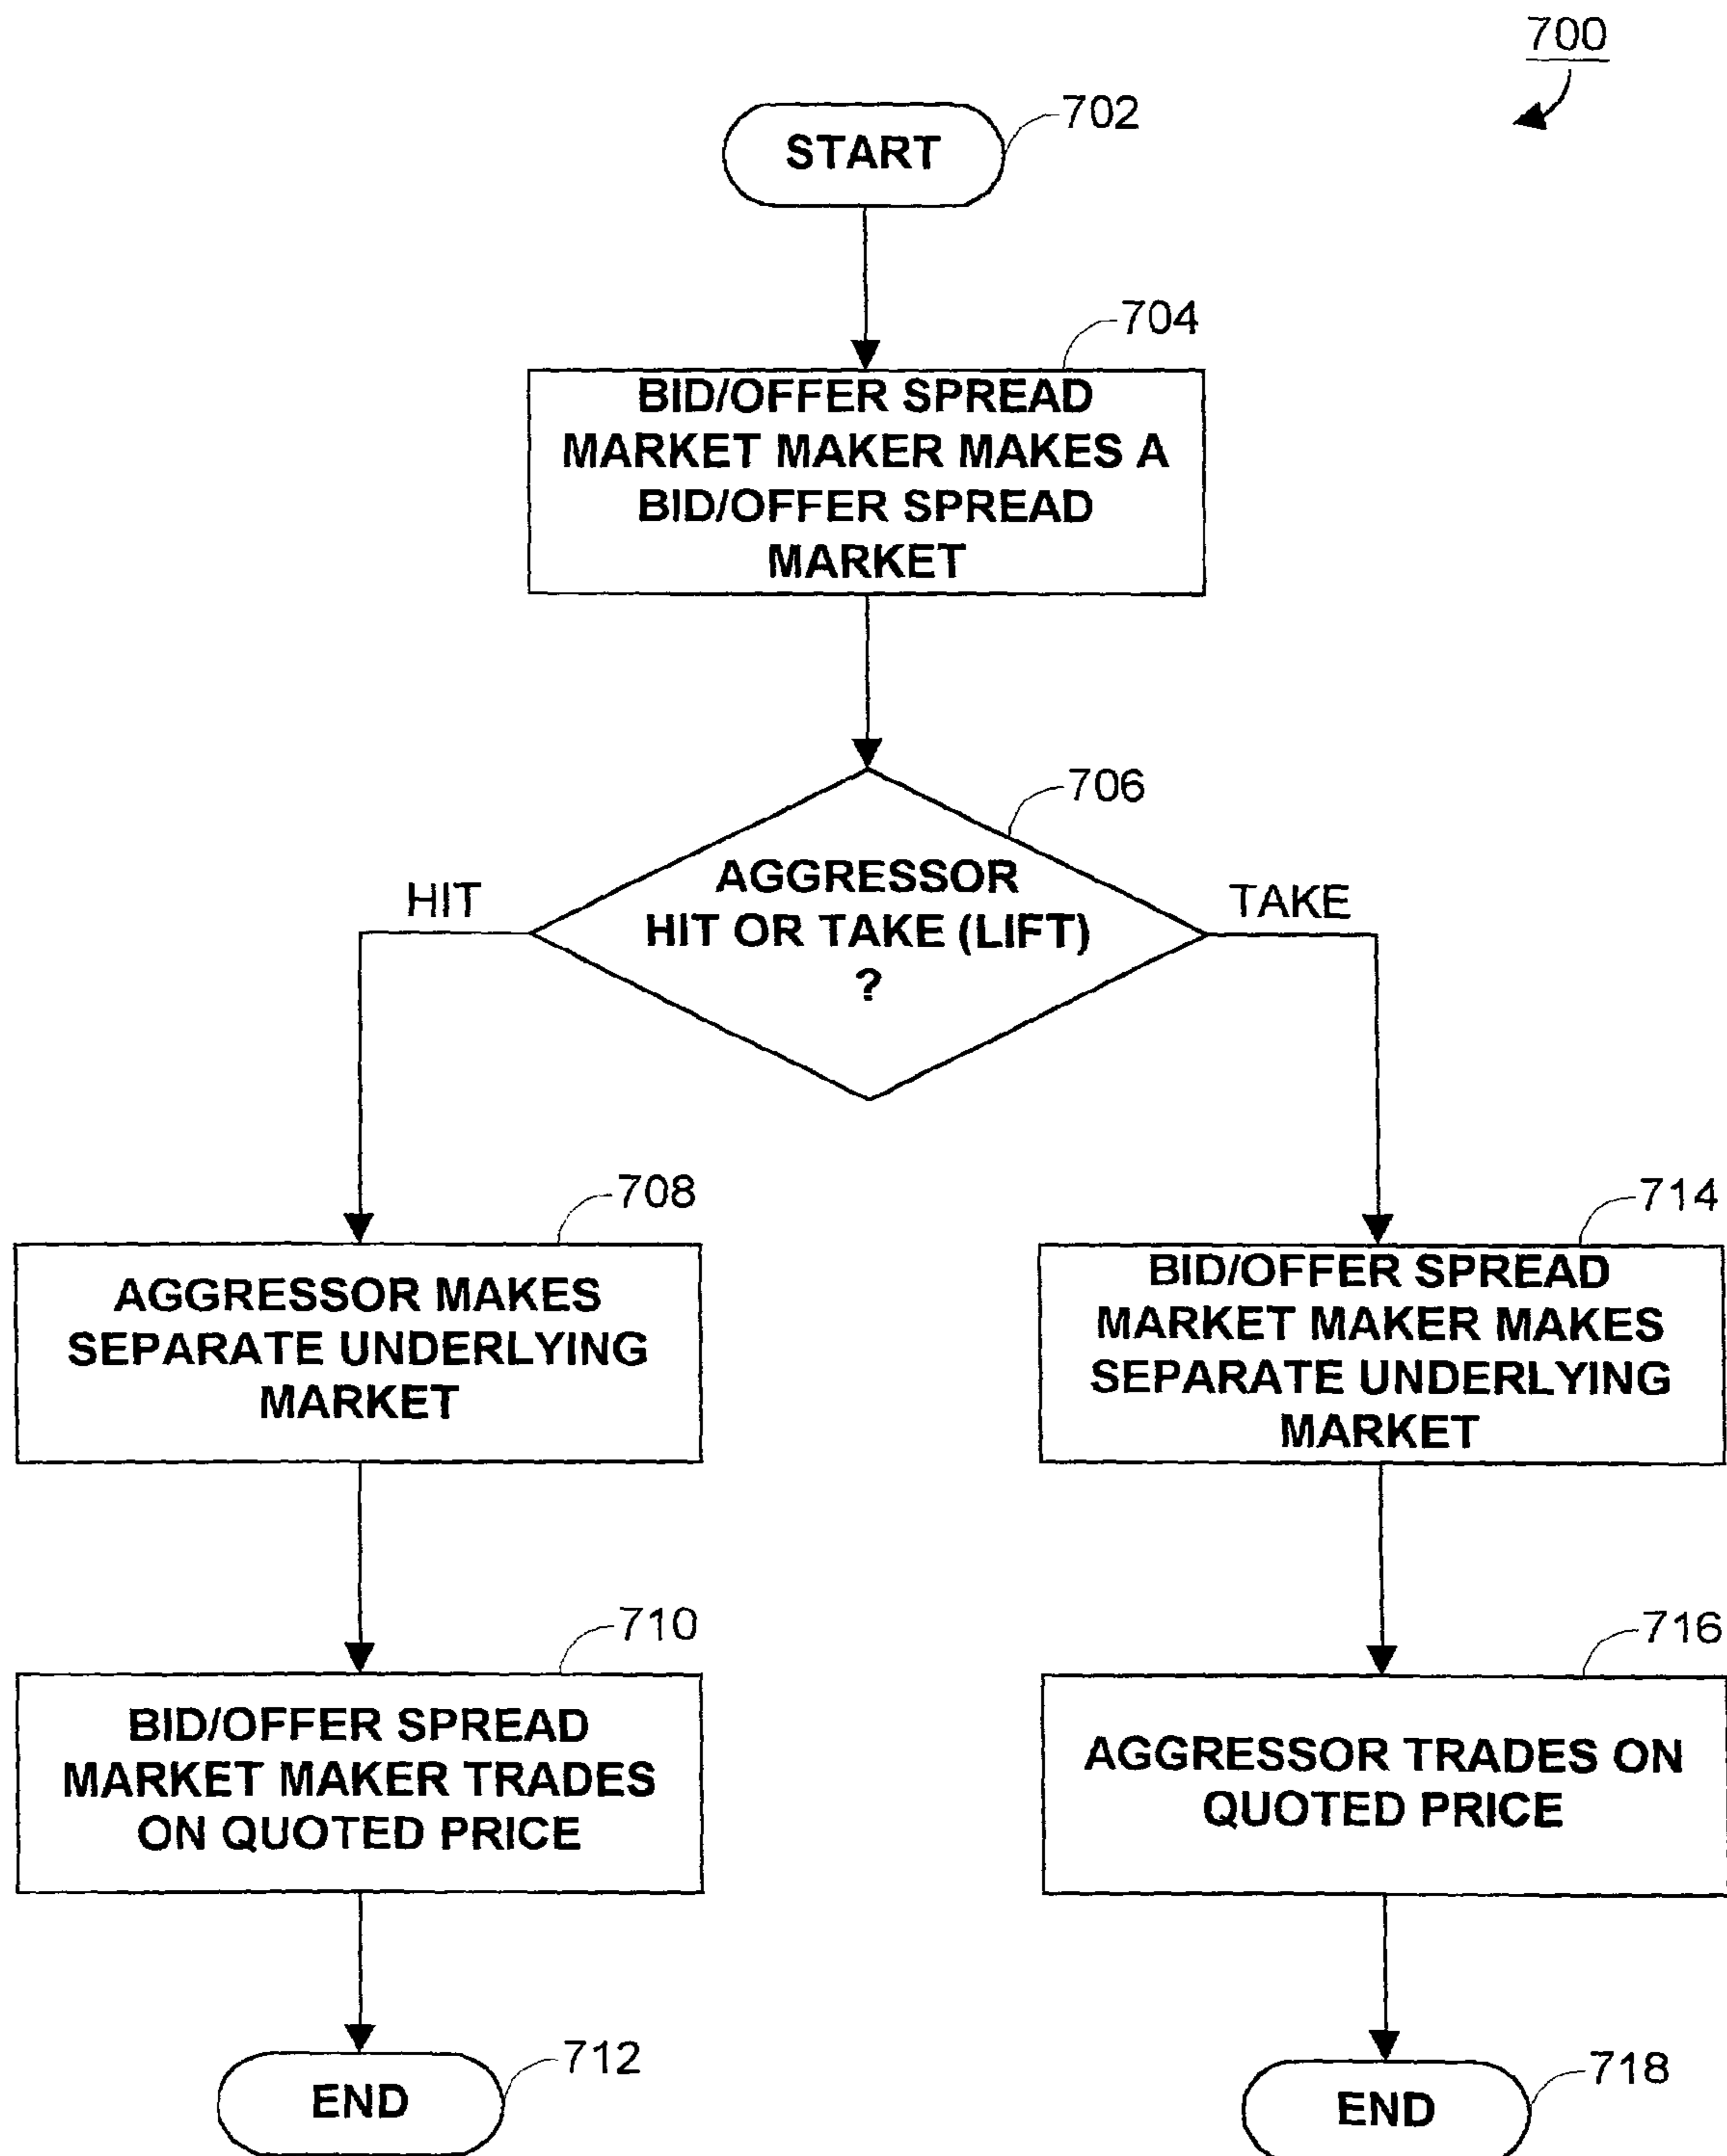 700
START
702
704
BID/OFFER SPREAD
MARKET MAKER MAKES A
BID/OFFER SPREAD
MARKET
706
AGGRESSOR
HIT OR TAKE (LIFT)
?
HIT
TAKE
708
AGGRESSOR MAKES
SEPARATE UNDERLYING
MARKET
714
BID/OFFER SPREAD
MARKET MAKER MAKES
SEPARATE UNDERLYING
MARKET
710
BID/OFFER SPREAD
MARKET MAKER TRADES
ON QUOTED PRICE
716
AGGRESSOR TRADES ON
QUOTED PRICE
712
END
718
END